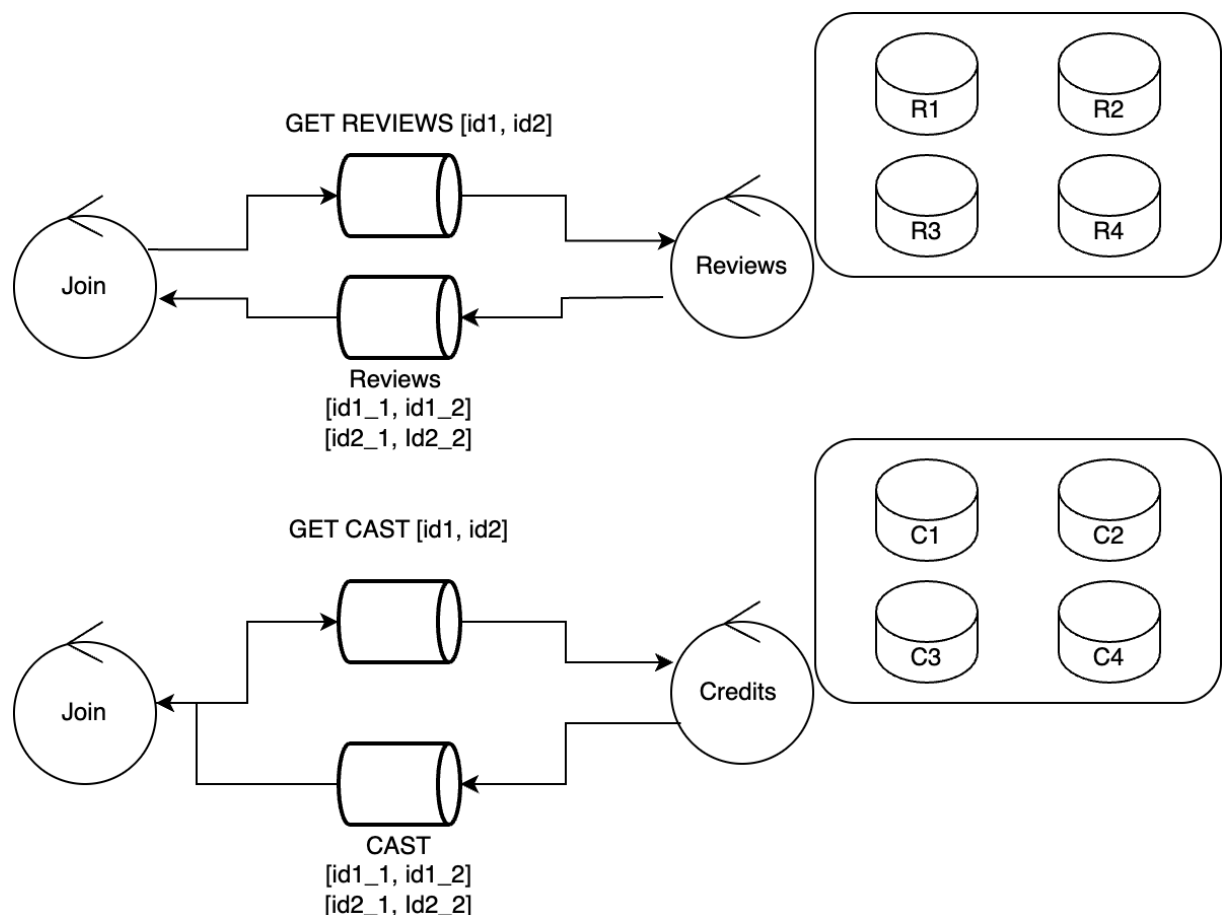 R1
R2
GET REVIEWS [id1, id2]
R3
R4
Join
Reviews
Reviews
[id1_1, id1_2]
[id2_1, Id2_2]
C1
C2
GET CAST [id1, id2]
C3
C4
Join
Credits
CAST
[id1_1, id1_2]
[id2_1, Id2_2]